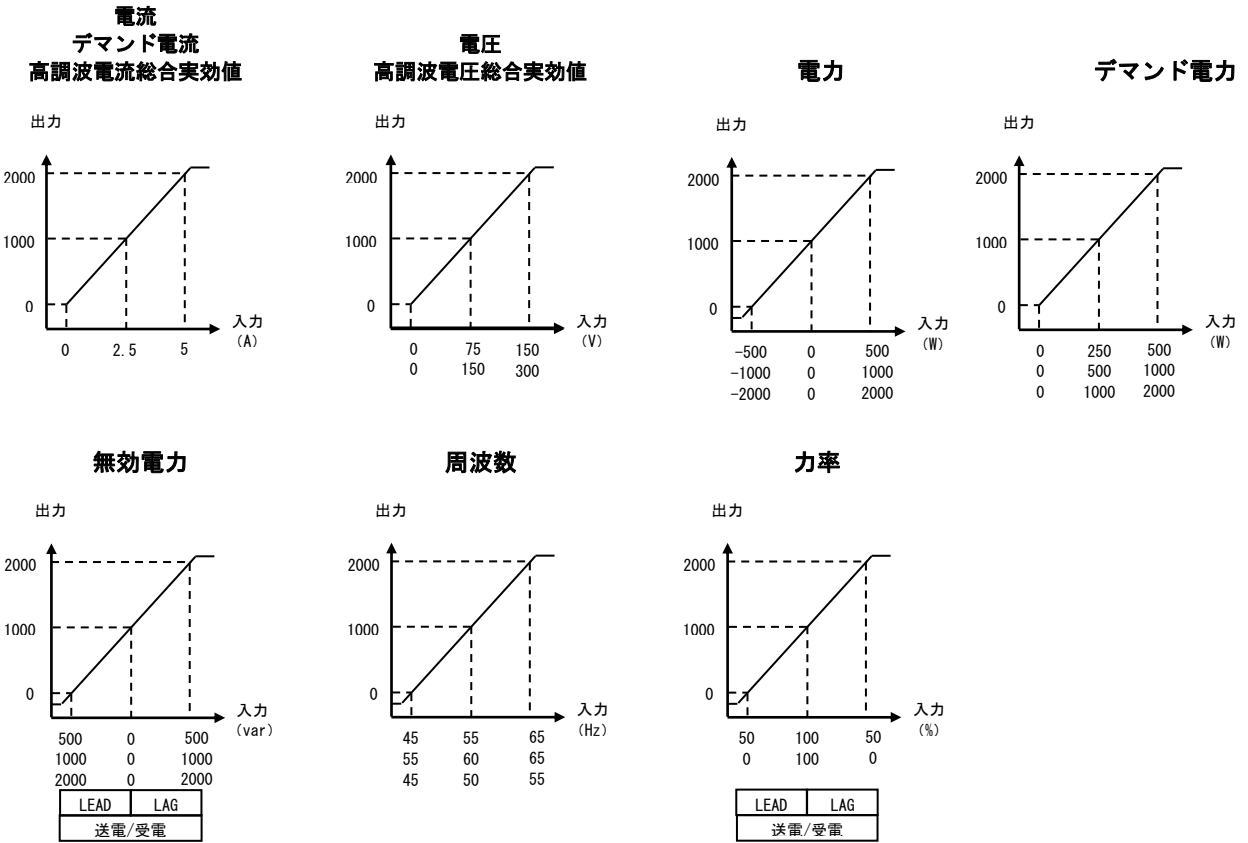 電流
デマンド電流
高調波電流総合実効値
出力
2000
1000
0
入力
(A)
0 2.5 5
電圧
高調波電圧総合実効値
出力
2000
1000
0
入力
(V)
0 75 150
0 150 300
電力
出力
2000
1000
0
入力
(W)
-500 0 500
-1000 0 1000
-2000 0 2000
デマンド電力
出力
2000
1000
0
入力
(W)
0 250 500
0 500 1000
0 1000 2000
無効電力
出力
2000
1000
0
入力
(var)
500 0 500
1000 0 1000
2000 0 2000
LEAD LAG
送電/受電
周波数
出力
2000
1000
0
入力
(Hz)
45 55 65
55 60 65
45 50 55
力率
出力
2000
1000
0
入力
(%)
50 100 50
0 100 0
LEAD LAG
送電/受電